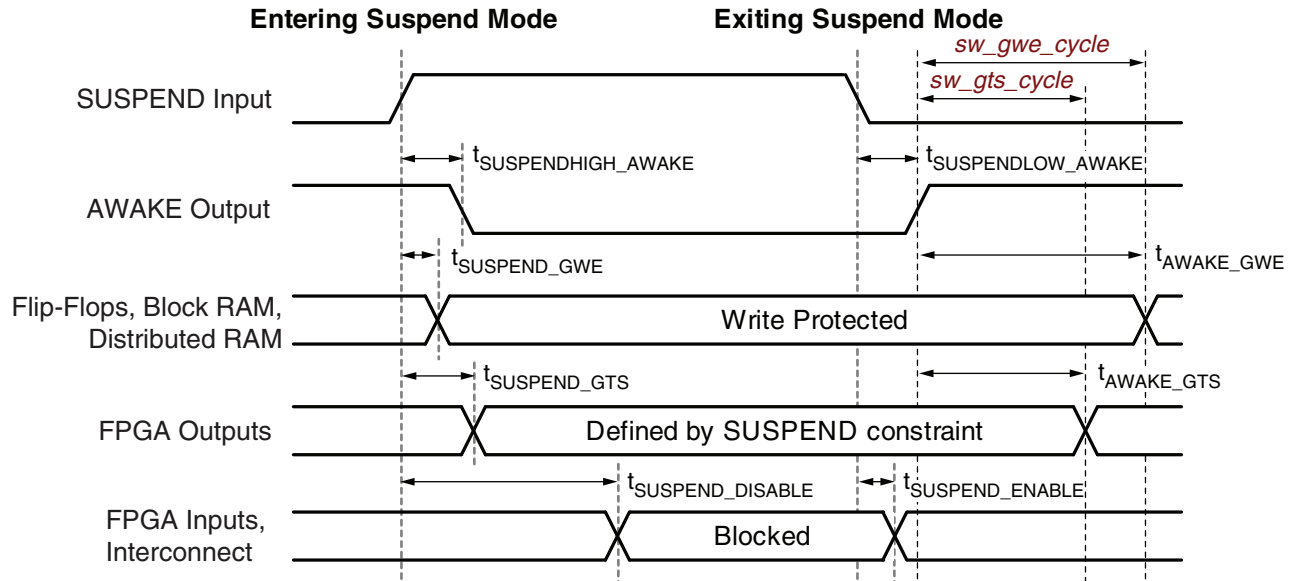 Entering Suspend Mode
Exiting Suspend Mode
sw_gwe_cycle
sw_gts_cycle
SUSPEND Input
tSUSPENDHIGH_AWAKE
tSUSPENDLOW_AWAKE
AWAKE Output
tSUSPEND_GWE
tAWAKE_GWE
Flip-Flops, Block RAM,
Distributed RAM
Write Protected
tSUSPEND_GTS
tAWAKE_GTS
FPGA Outputs
Defined by SUSPEND constraint
tSUSPEND_DISABLE
tSUSPEND_ENABLE
FPGA Inputs,
Interconnect
Blocked